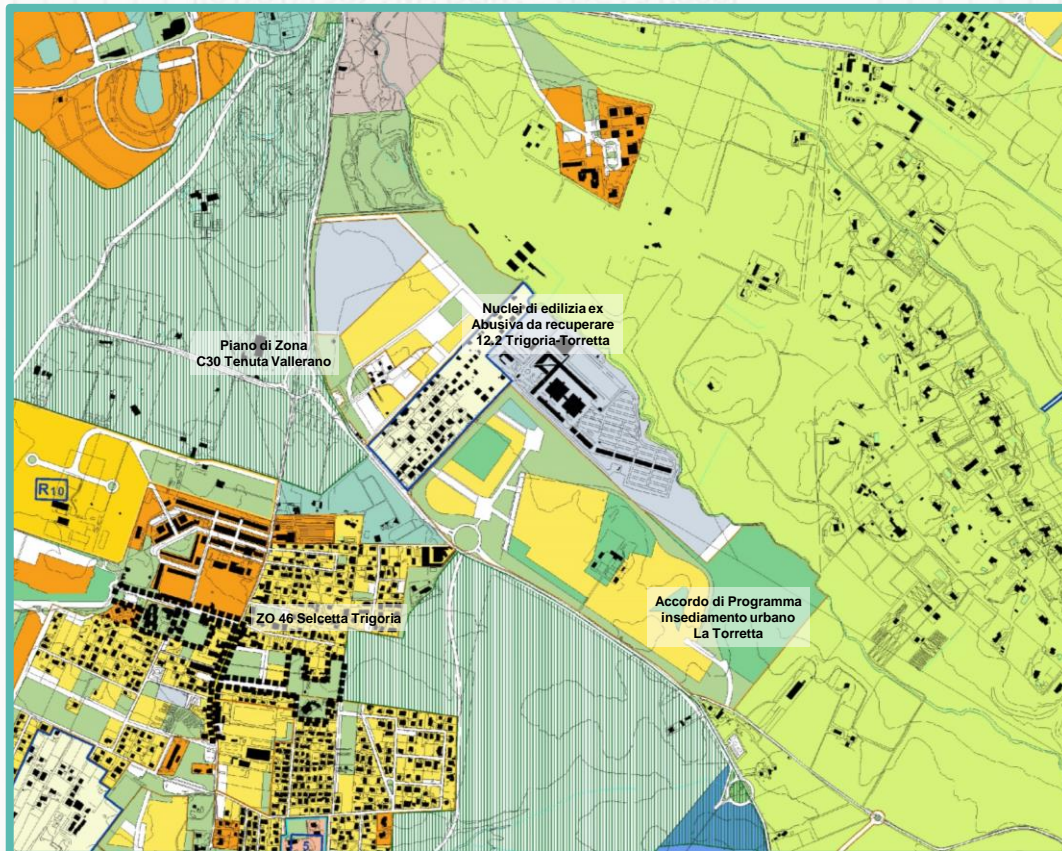 Nuclei di edilizia ex
Abusiva da recuperare
12.2 Trigoria-Torretta
Piano di Zona
C30 Tenuta Vallerano
R10
ZO 46 Selcetta Trigoria
Accordo di Programma
insediamento urbano
La Torretta
5